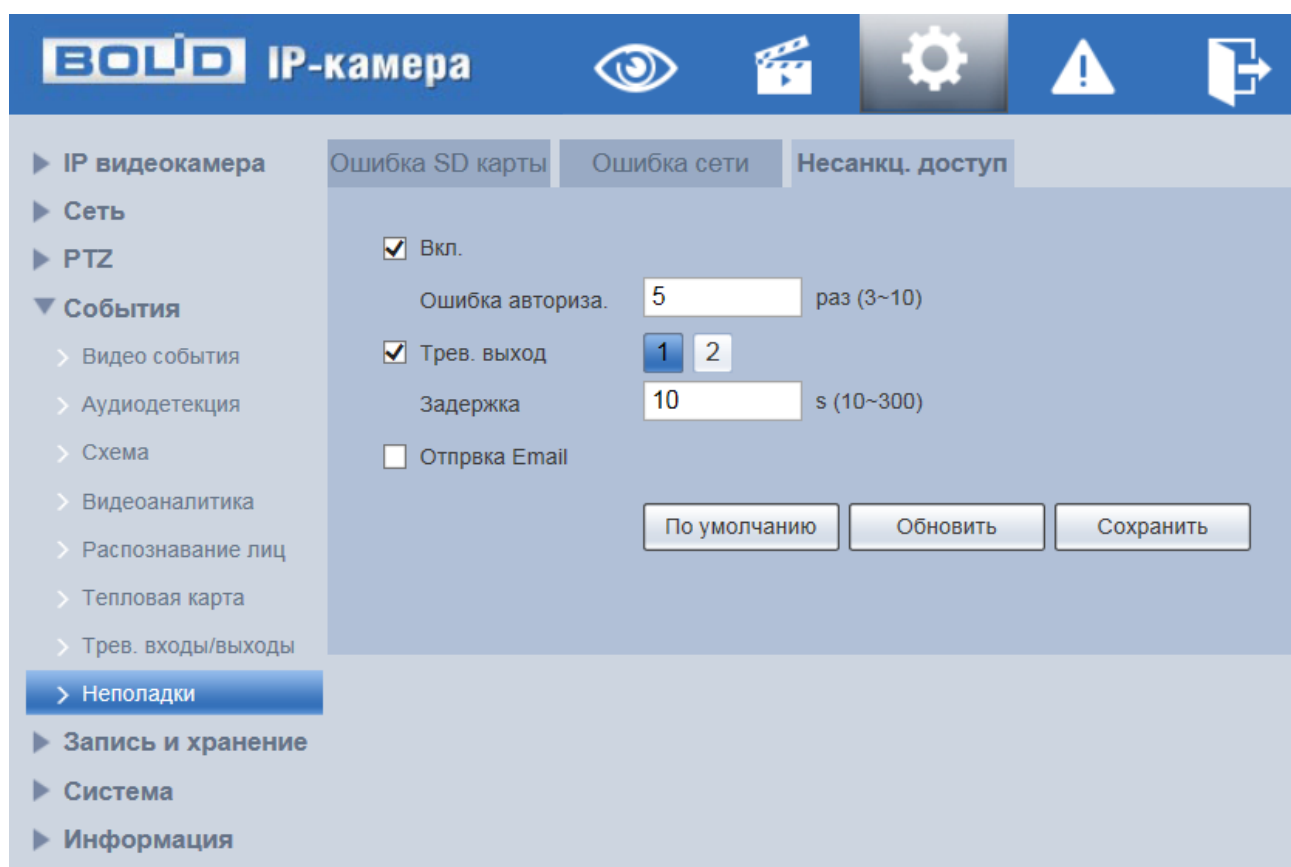 BOLID IP-камера
IP видеокамера
Сеть
PTZ
События
Видео события
Аудиодетекция
Схема
Видеоаналитика
Распознавание лиц
Тепловая карта
Трев. входы/выходы
Неполадки
Запись и хранение
Система
Информация
Ошибка SD карты Ошибка сети Несанкц. доступ
Вкл.
Ошибка авториза. 5 раз (3~10)
Трев. выход 1 2
Задержка 10 s (10~300)
Отпрвка Email
По умолчанию Обновить Сохранить